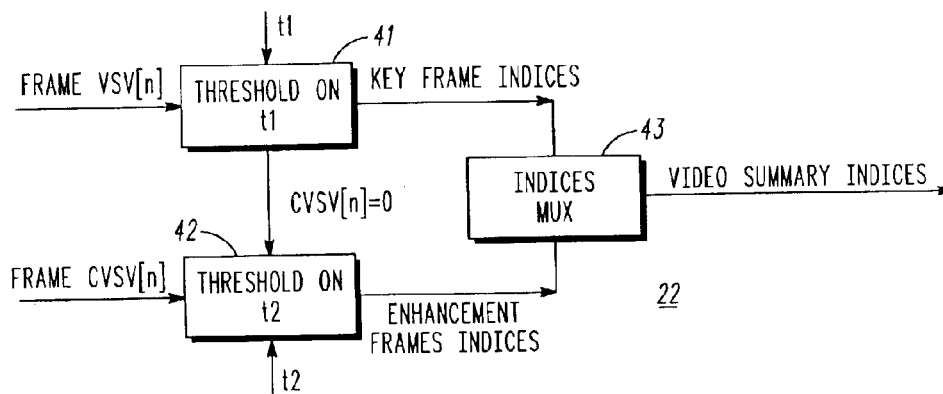 t1
41
FRAME VSV[n]
THRESHOLD ON
t1
KEY FRAME INDICES
43
INDICES
MUX
VIDEO SUMMARY INDICES
CVSV[n]=0
42
FRAME CVSV[n]
THRESHOLD ON
t2
ENHANCEMENT
FRAMES INDICES
22
t2